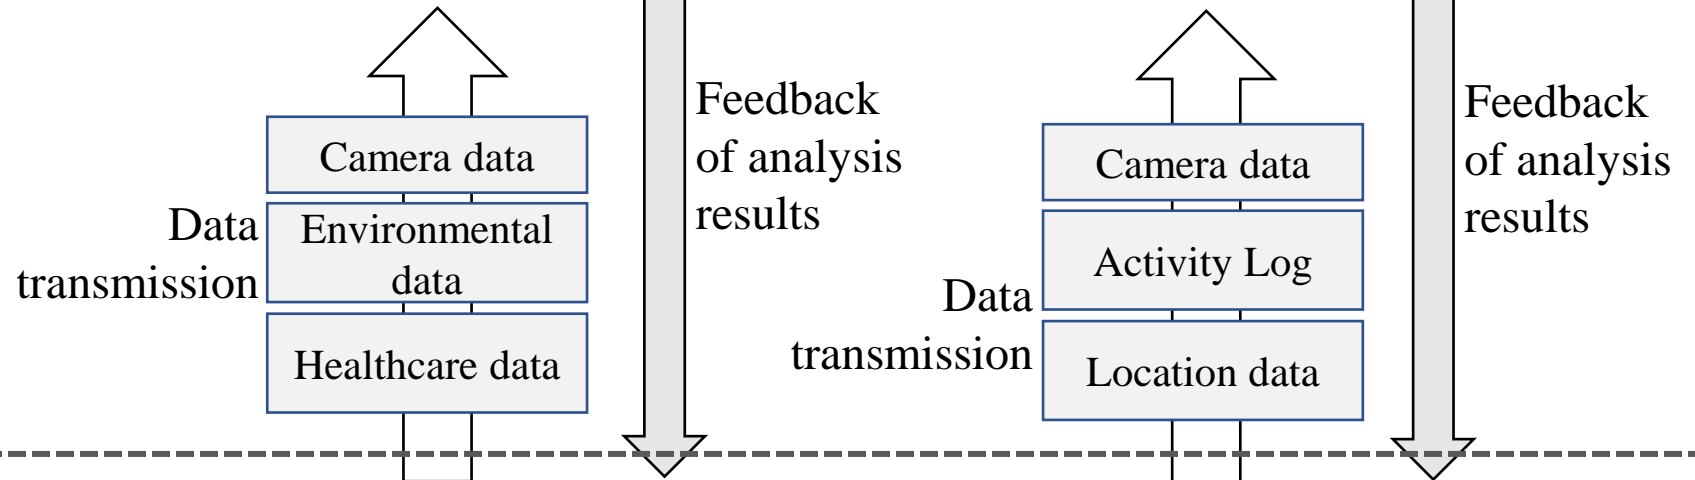 Camera data
Environmental
data
Healthcare data
Data
transmission
Feedback
of analysis
results
Camera data
Activity Log
Location data
Data
transmission
Feedback
of analysis
results